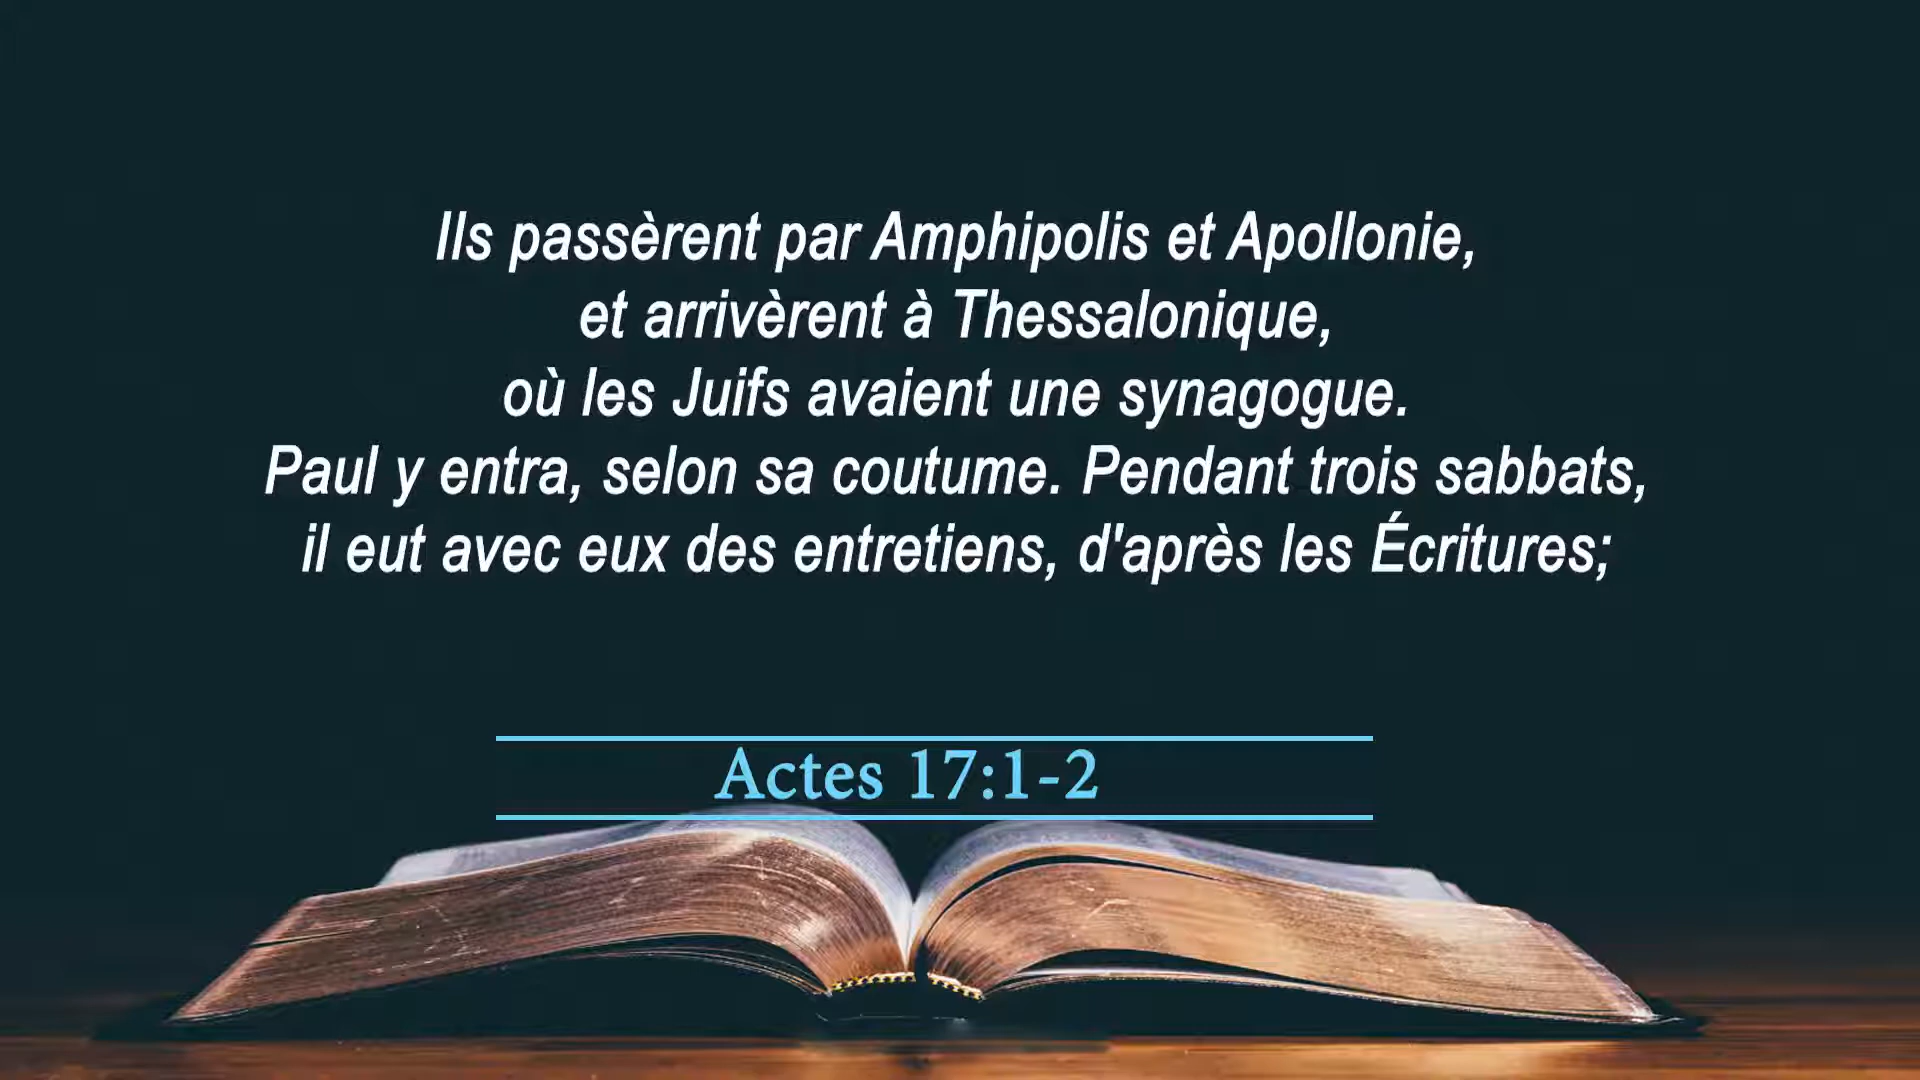 Ils passèrent par Amphipolis et Apollonie,
et arrivèrent à Thessalonique,
où les Juifs avaient une synagogue.
Paul y entra, selon sa coutume. Pendant trois sabbats,
il eut avec eux des entretiens, d'après les Écritures;
Actes 17:1-2